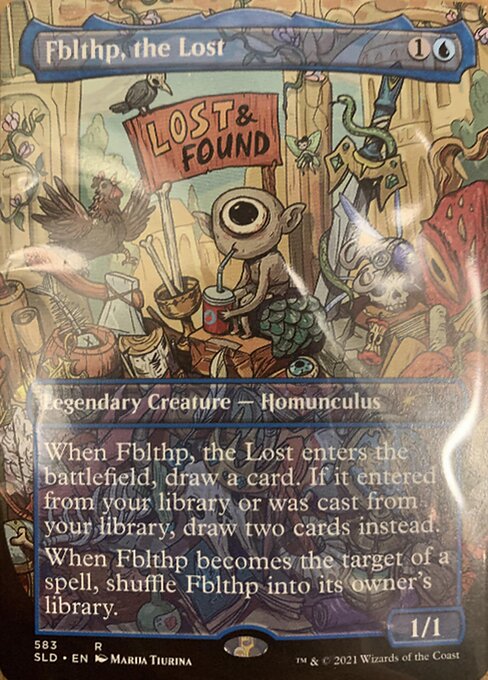 Fblthp, the Lost 1
LOST &
FOUND
Legendary Creature — Homunculus
When Fblthp, the Lost enters the
battlefield, draw a card. If it entered
from your library or was cast from
your library, draw two cards instead.
When Fblthp becomes the target of a
spell, shuffle Fblthp into its owner's
library.
1/1
583 R
SLD • EN Mariia Tiurina ™ & © 2021 Wizards of the Coast